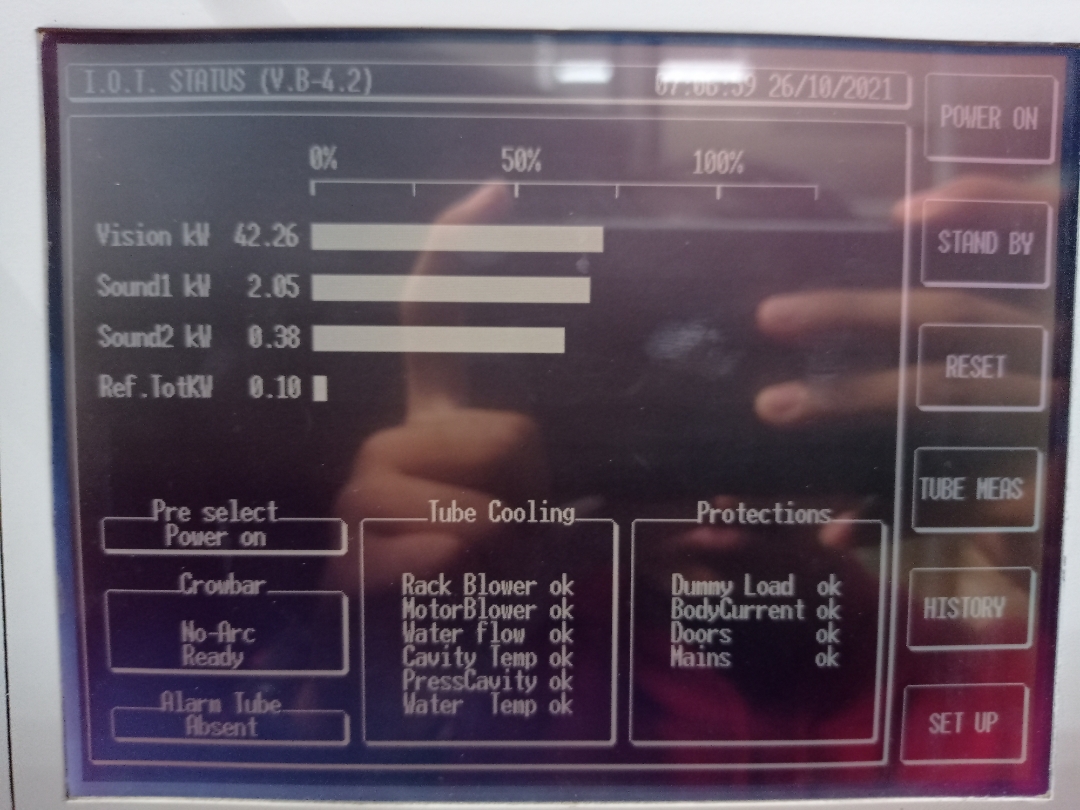 I.O.T. STATUS (V.B-4.2)
26/10/2021
POWER ON
0% 50% 100%
Vision kW 42.26
STAND BY
Sound1 kW 2.05
Sound2 kW 0.38
RESET
Ref.TotKW 0.10
TUBE MEAS
Pre select
Power on
Crowbar
No-Arc
Ready
Alarm Tube
Absent
Tube Cooling
Rack Blower ok
MotorBlower ok
Water flow ok
Cavity Temp ok
PressCavity ok
Water Temp ok
Protections
Dummy Load ok
BodyCurrent ok
Doors ok
Mains ok
HISTORY
SET UP